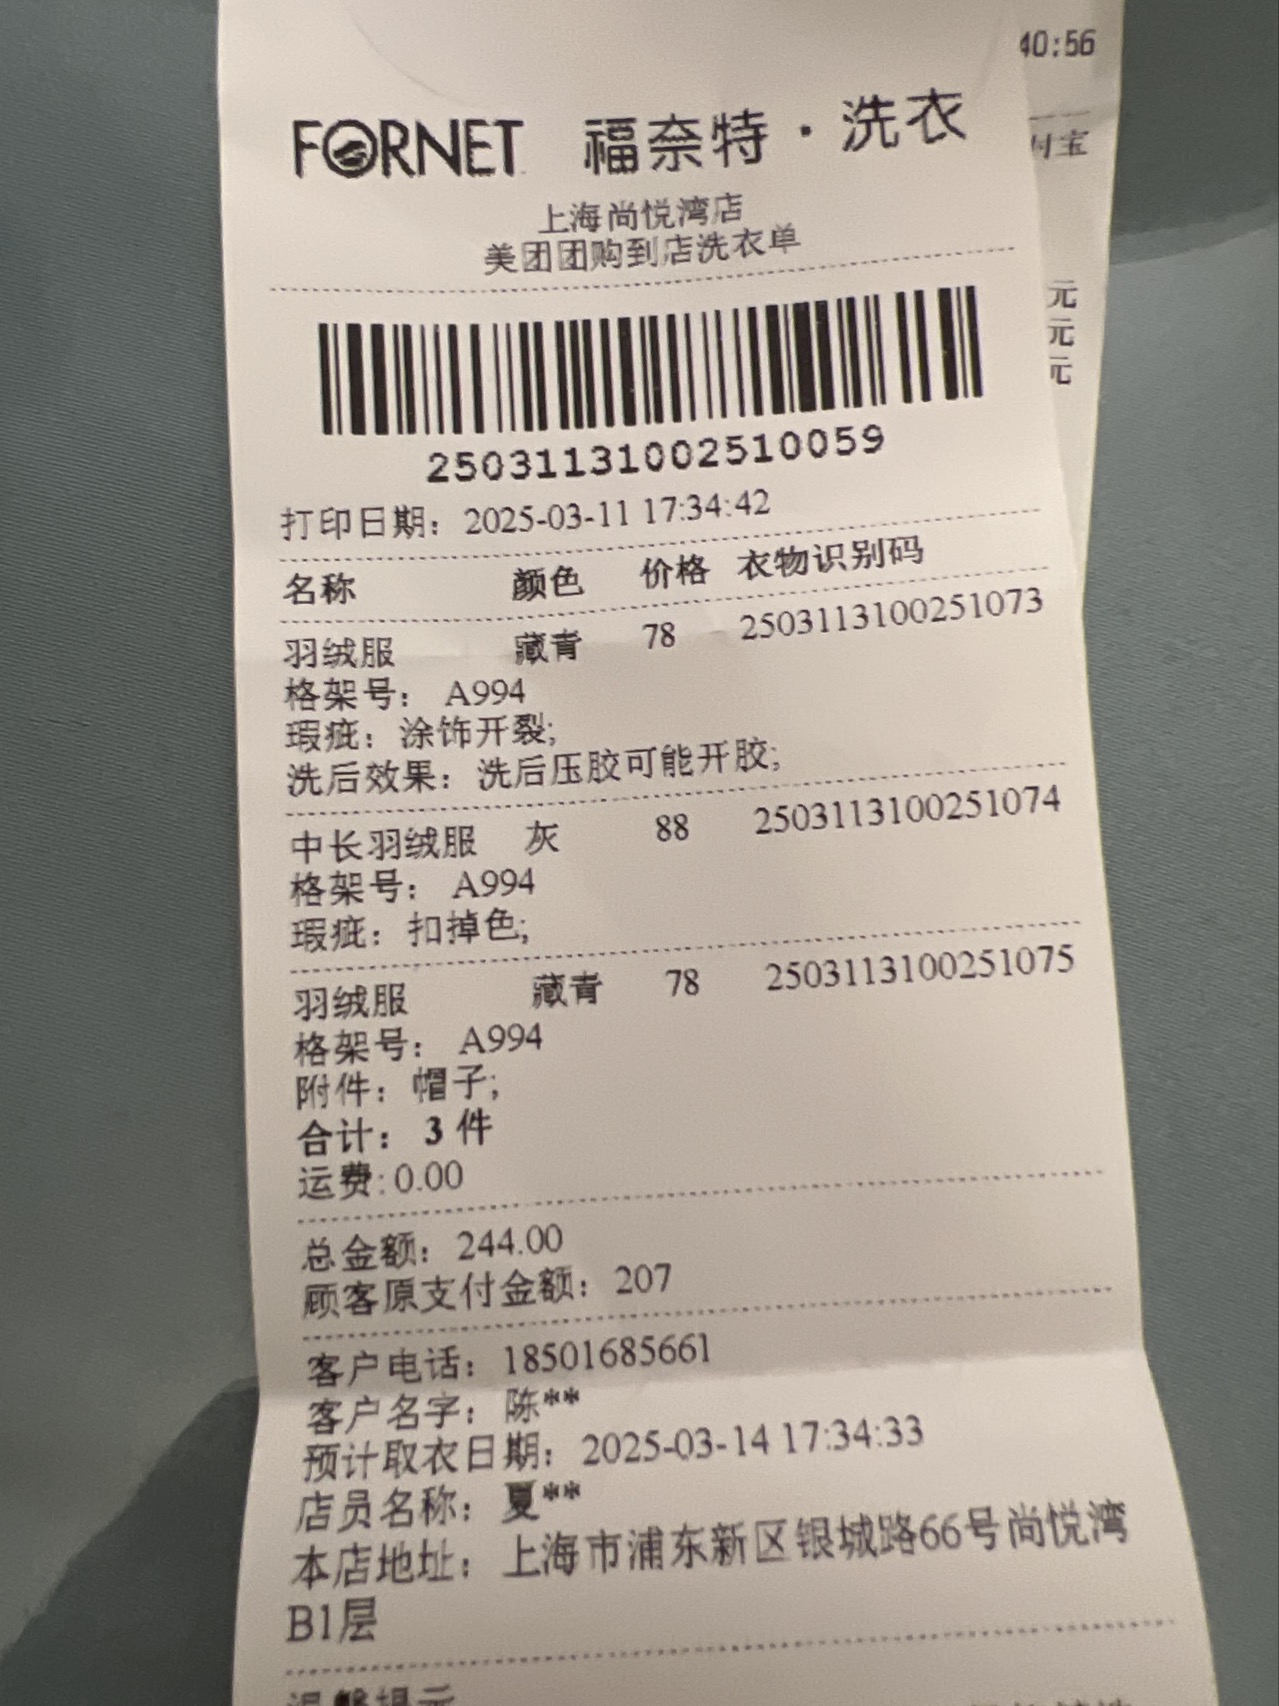 40:56
FORNET 福奈特·洗衣
付宝
上海尚悦湾店
美团团购到店洗衣单
元
元
元
25031131002510059
打印日期：2025-03-11 17:34:42
名称 颜色 价格 衣物识别码
羽绒服 藏青 78 2503113100251073
格架号： A994
瑕疵：涂饰开裂;
洗后效果：洗后压胶可能开胶;
中长羽绒服 灰 88 2503113100251074
格架号： A994
瑕疵：扣掉色;
羽绒服 藏青 78 2503113100251075
格架号： A994
附件：帽子;
合计： 3 件
运费:0.00
总金额：244.00
顾客原支付金额：207
客户电话：18501685661
客户名字：陈**
预计取衣日期：2025-03-14 17:34:33
店员名称：夏**
本店地址：上海市浦东新区银城路66号尚悦湾
B1层
温馨提示